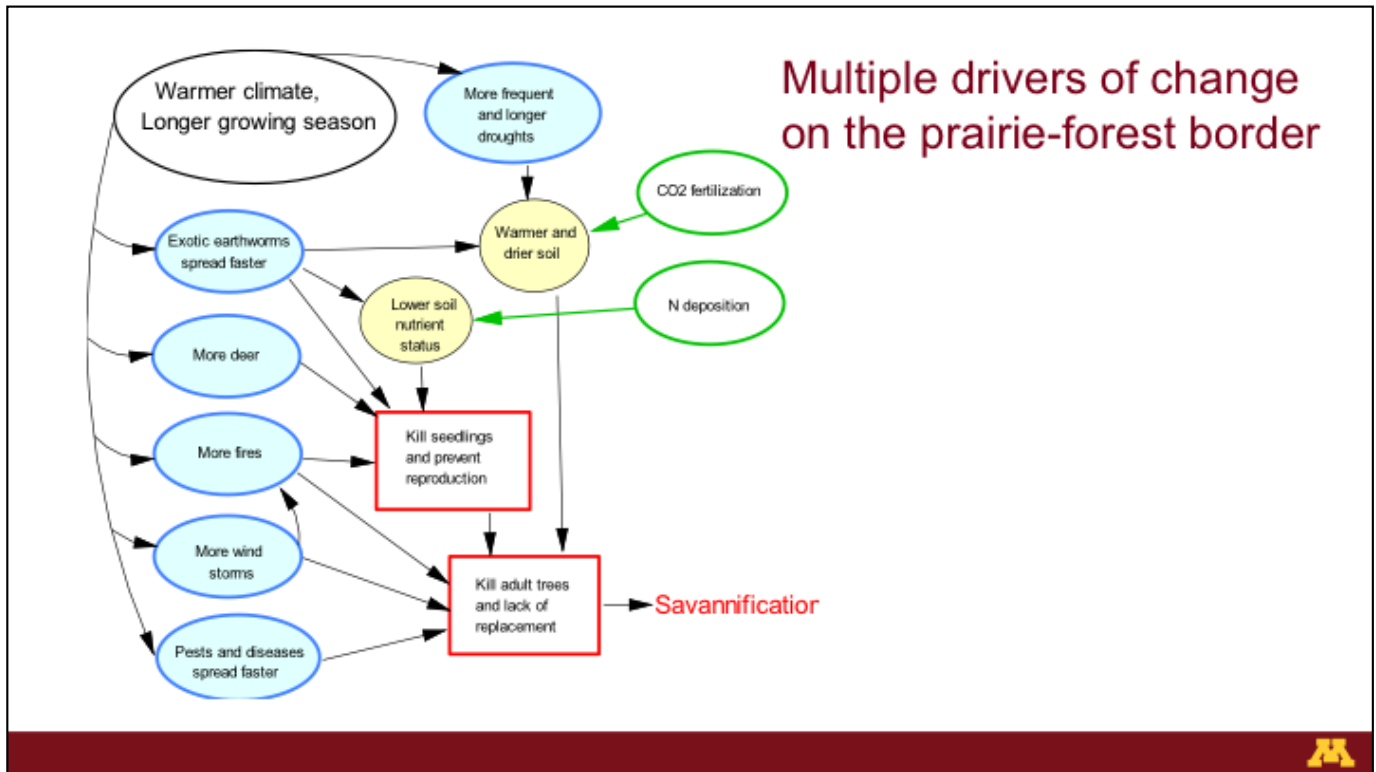 Multiple drivers of change
on the prairie-forest border
Warmer climate,
Longer growing season
More frequent
and longer
droughts
CO2 fertilization
Warmer and
drier soil
Exotic earthworms
spread faster
N deposition
Lower soil
nutrient
status
More deer
Kill seedlings
and prevent
reproduction
More fires
More wind
storms
Kill adult trees
and lack of
replacement
Savannification
Pests and diseases
spread faster
M